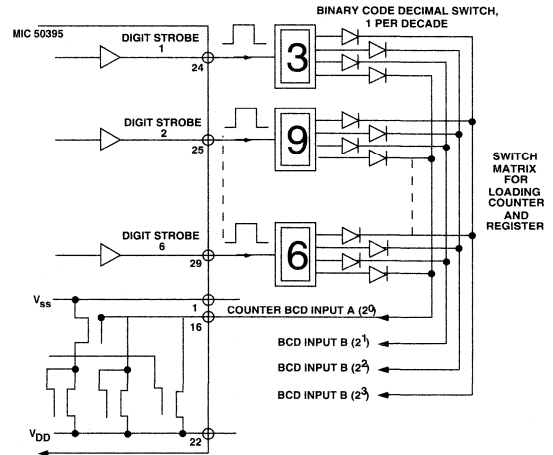 BINARY CODE DECIMAL SWITCH,
1 PER DECADE
MIC 50395
DIGIT STROBE
1
24
3
DIGIT STROBE
2
25
9
SWITCH
MATRIX
FOR
LOADING
COUNTER
AND
REGISTER
DIGIT STROBE
6
29
6
VSS
1
16
COUNTER BCD INPUT A (2⁰)
BCD INPUT B (2¹)
BCD INPUT B (2²)
BCD INPUT B (2³)
VDD
22